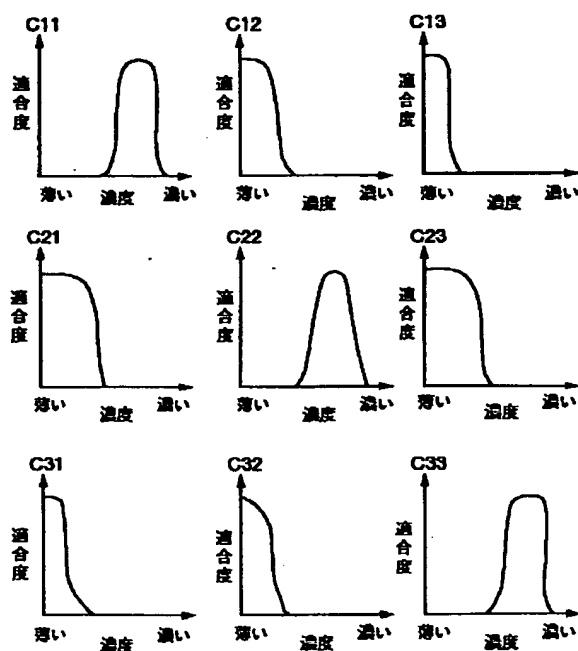 C11
適合度
薄い 濃度 濃い
C12
適合度
薄い 濃度 濃い
C13
適合度
薄い 濃度 濃い
C21
適合度
薄い 濃度 濃い
C22
適合度
薄い 濃度 濃い
C23
適合度
薄い 濃度 濃い
C31
適合度
薄い 濃度 濃い
C32
適合度
薄い 濃度 濃い
C33
適合度
薄い 濃度 濃い